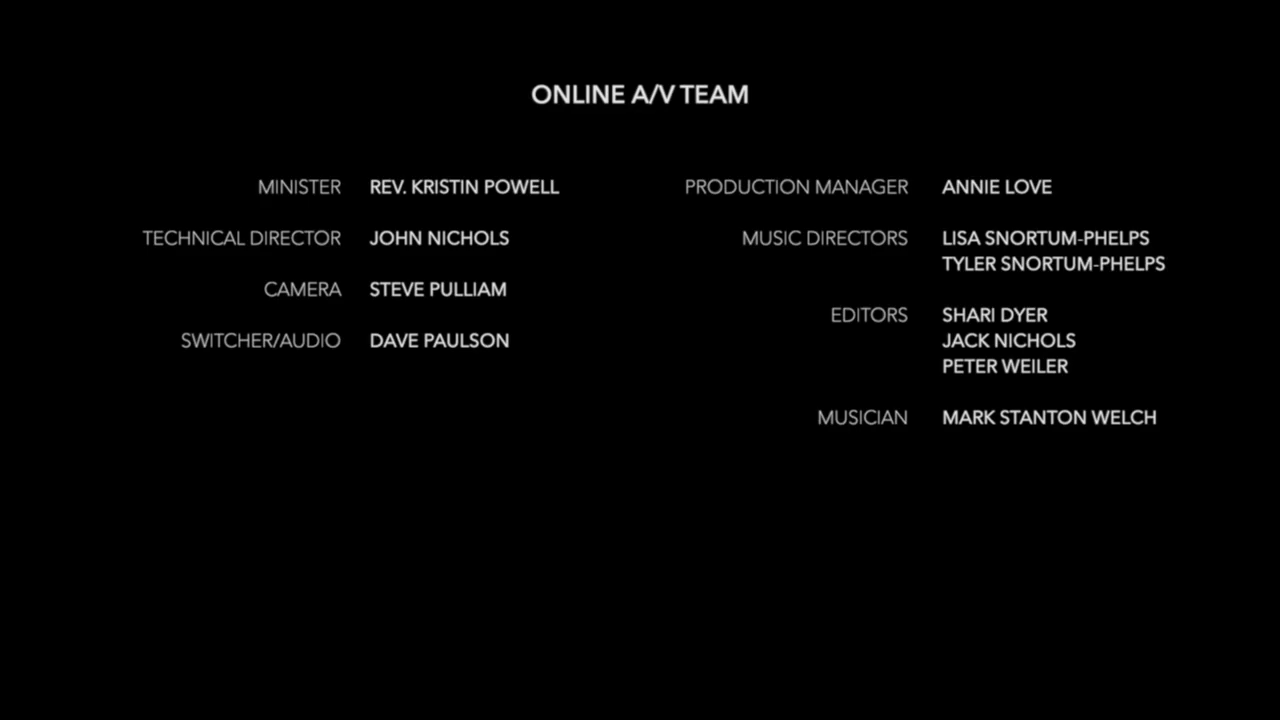 ONLINE A/V TEAM
MINISTER REV. KRISTIN POWELL
TECHNICAL DIRECTOR JOHN NICHOLS
CAMERA STEVE PULLIAM
SWITCHER/AUDIO DAVE PAULSON
PRODUCTION MANAGER ANNIE LOVE
MUSIC DIRECTORS LISA SNORTUM-PHELPS
TYLER SNORTUM-PHELPS
EDITORS SHARI DYER
JACK NICHOLS
PETER WEILER
MUSICIAN MARK STANTON WELCH